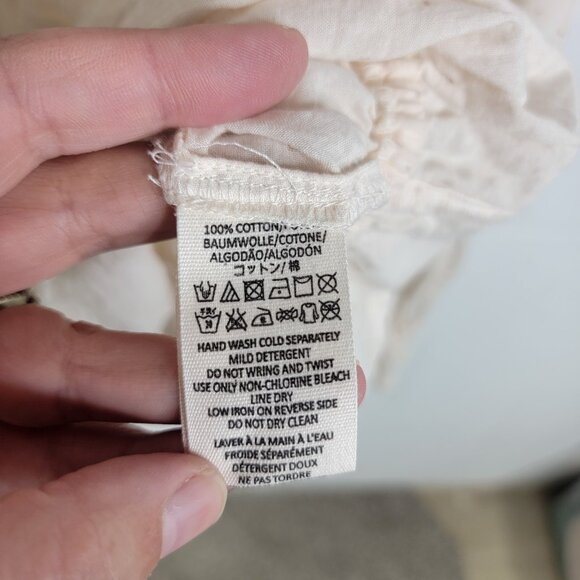 100% COTTON/
BAUMWOLLE/COTONE/
ALGODÃO/ALGODÓN
コットン/棉
HAND WASH COLD SEPARATELY
MILD DETERGENT
DO NOT WRING AND TWIST
USE ONLY NON-CHLORINE BLEACH
LINE DRY
LOW IRON ON REVERSE SIDE
DO NOT DRY CLEAN
LAVER À LA MAIN À L'EAU
FROIDE SÉPARÉMENT
DÉTERGENT DOUX
NE PAS TORDRE